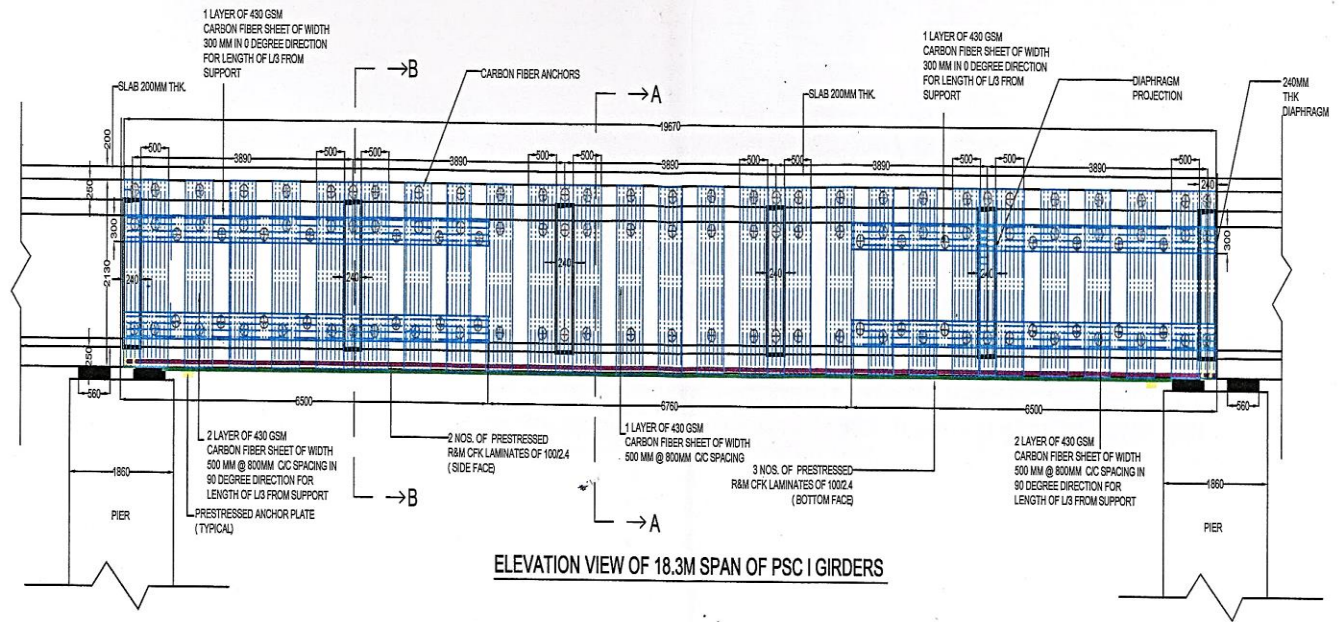 1 LAYER OF 430 GSM
CARBON FIBER SHEET OF WIDTH
300 MM IN 0 DEGREE DIRECTION
FOR LENGTH OF L/3 FROM
SUPPORT
B
CARBON FIBER ANCHORS
SLAB 200MM THK.
A
SLAB 200MM THK.
1 LAYER OF 430 GSM
CARBON FIBER SHEET OF WIDTH
300 MM IN 0 DEGREE DIRECTION
FOR LENGTH OF L/3 FROM
SUPPORT
DIAPHRAGM
PROJECTION
240MM
THK
DIAPHRAGM
19670
200
500 500 500 500 500 500 500 500 500 500
3890 3890 3890 3890 3890
250
240
300
300
2130
240 240 240 240 240
250
560 560
6500 6760 6500
2 LAYER OF 430 GSM
CARBON FIBER SHEET OF WIDTH
500 MM @ 800MM C/C SPACING IN
90 DEGREE DIRECTION FOR
LENGTH OF L/3 FROM SUPPORT
PRESTRESSED ANCHOR PLATE
( TYPICAL)
B
2 NOS. OF PRESTRESSED
R&M CFK LAMINATES OF 100/2.4
( SIDE FACE)
A
1 LAYER OF 430 GSM
CARBON FIBER SHEET OF WIDTH
500 MM @ 800MM C/C SPACING
3 NOS. OF PRESTRESSED
R&M CFK LAMINATES OF 100/2.4
( BOTTOM FACE)
2 LAYER OF 430 GSM
CARBON FIBER SHEET OF WIDTH
500 MM @ 800MM C/C SPACING IN
90 DEGREE DIRECTION FOR
LENGTH OF L/3 FROM SUPPORT
1860
PIER
1860
PIER
ELEVATION VIEW OF 18.3M SPAN OF PSC I GIRDERS